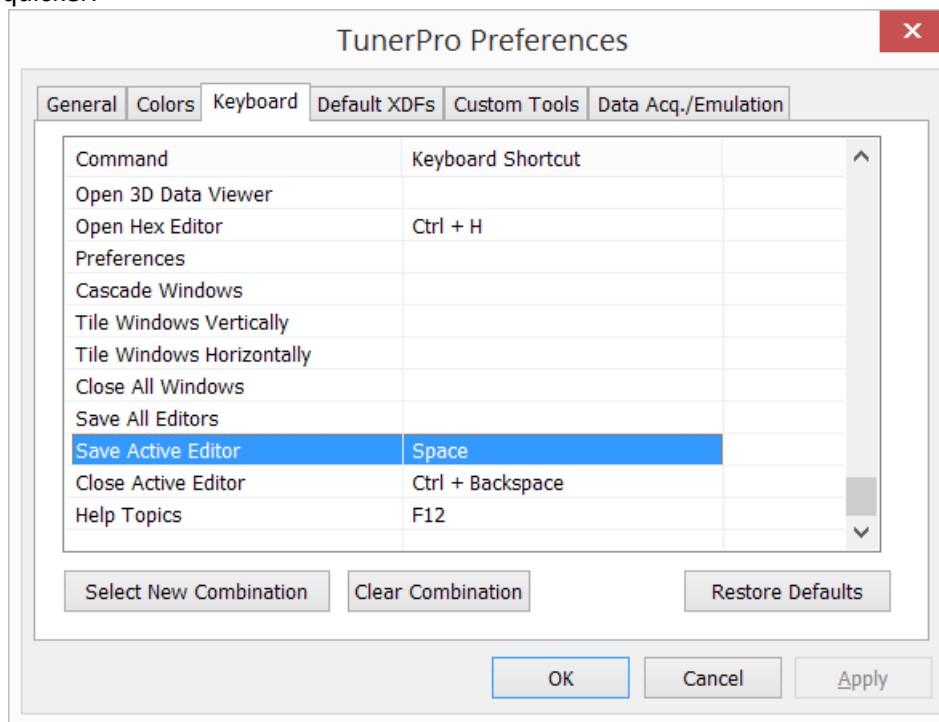 quicker.
TunerPro Preferences
General Colors Keyboard Default XDFs Custom Tools Data Acq./Emulation
Command Keyboard Shortcut
Open 3D Data Viewer
Open Hex Editor Ctrl + H
Preferences
Cascade Windows
Tile Windows Vertically
Tile Windows Horizontally
Close All Windows
Save All Editors
Save Active Editor Space
Close Active Editor Ctrl + Backspace
Help Topics F12
Select New Combination Clear Combination Restore Defaults
OK Cancel Apply